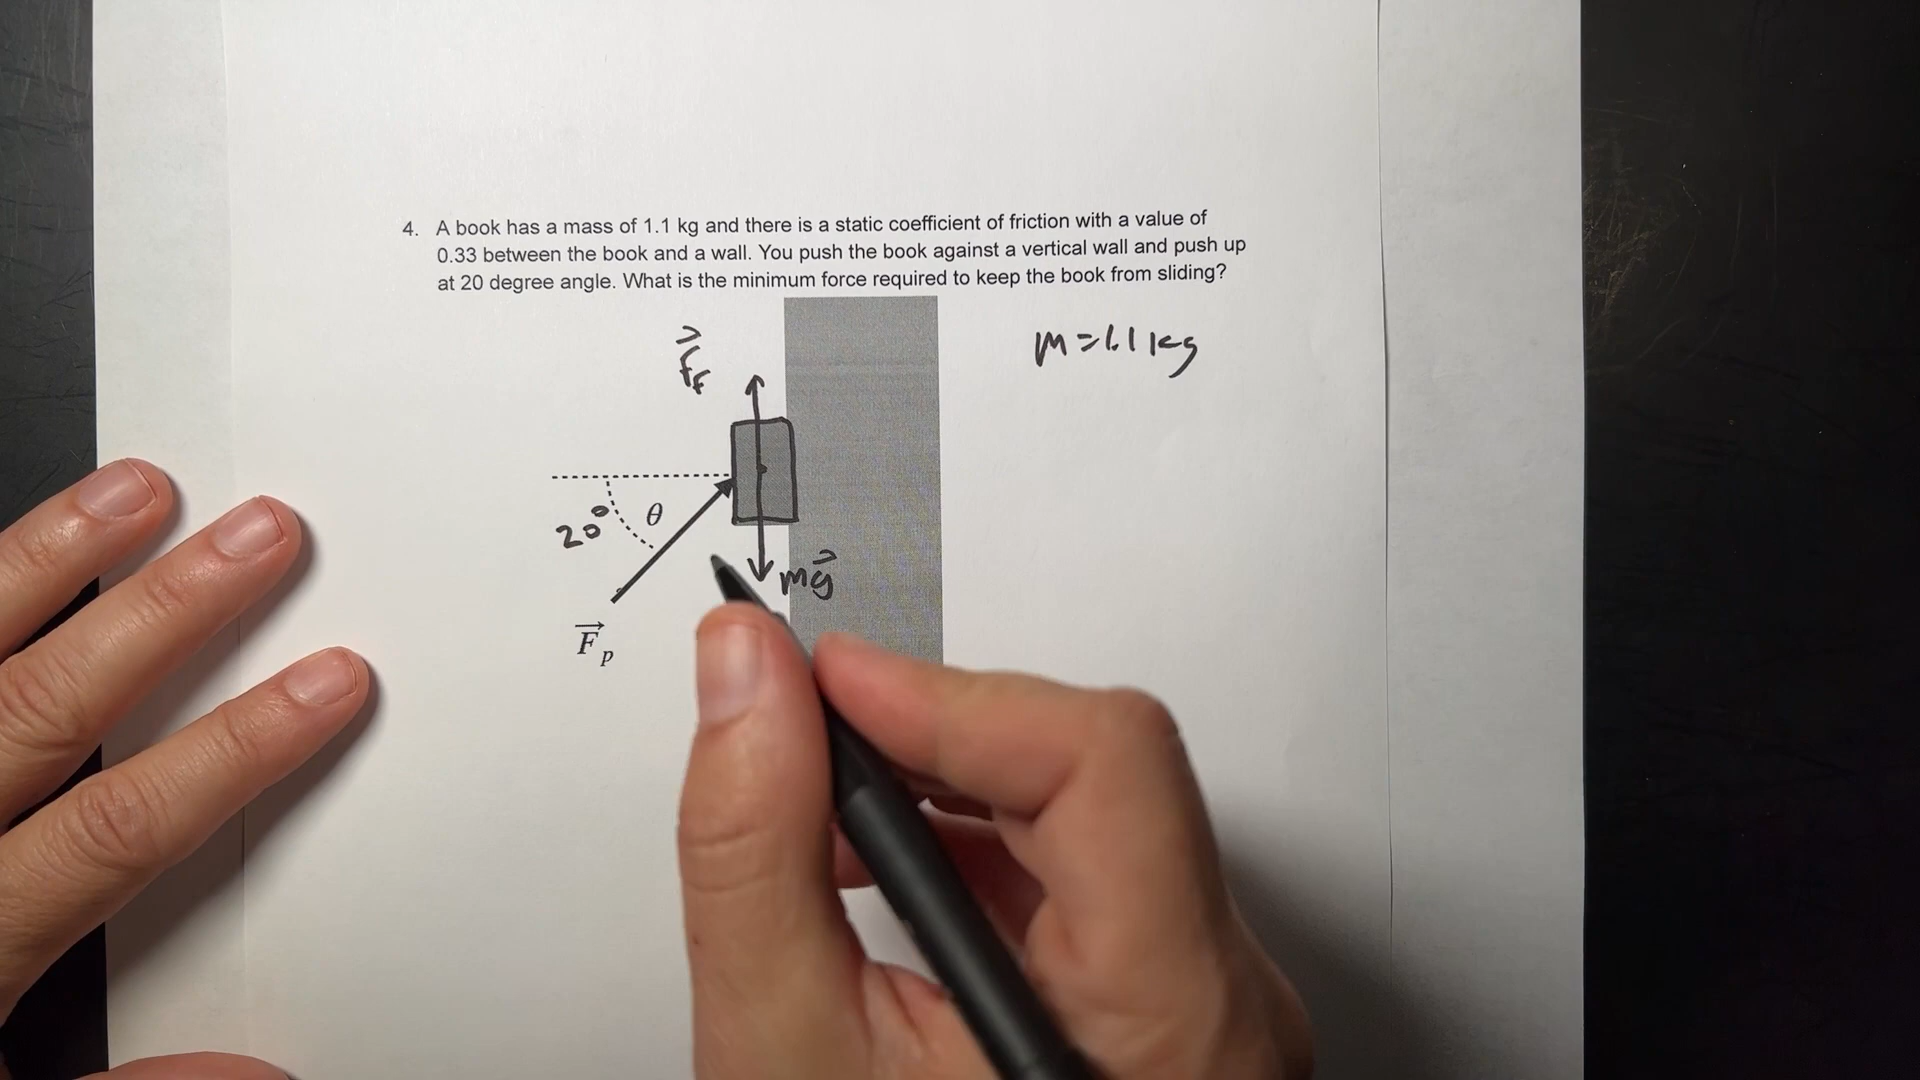 4. A book has a mass of 1.1 kg and there is a static coefficient of friction with a value of
0.33 between the book and a wall. You push the book against a vertical wall and push up
at 20 degree angle. What is the minimum force required to keep the book from sliding?
m=1.1 kg
F⃗f
20° θ
mg⃗
F⃗p